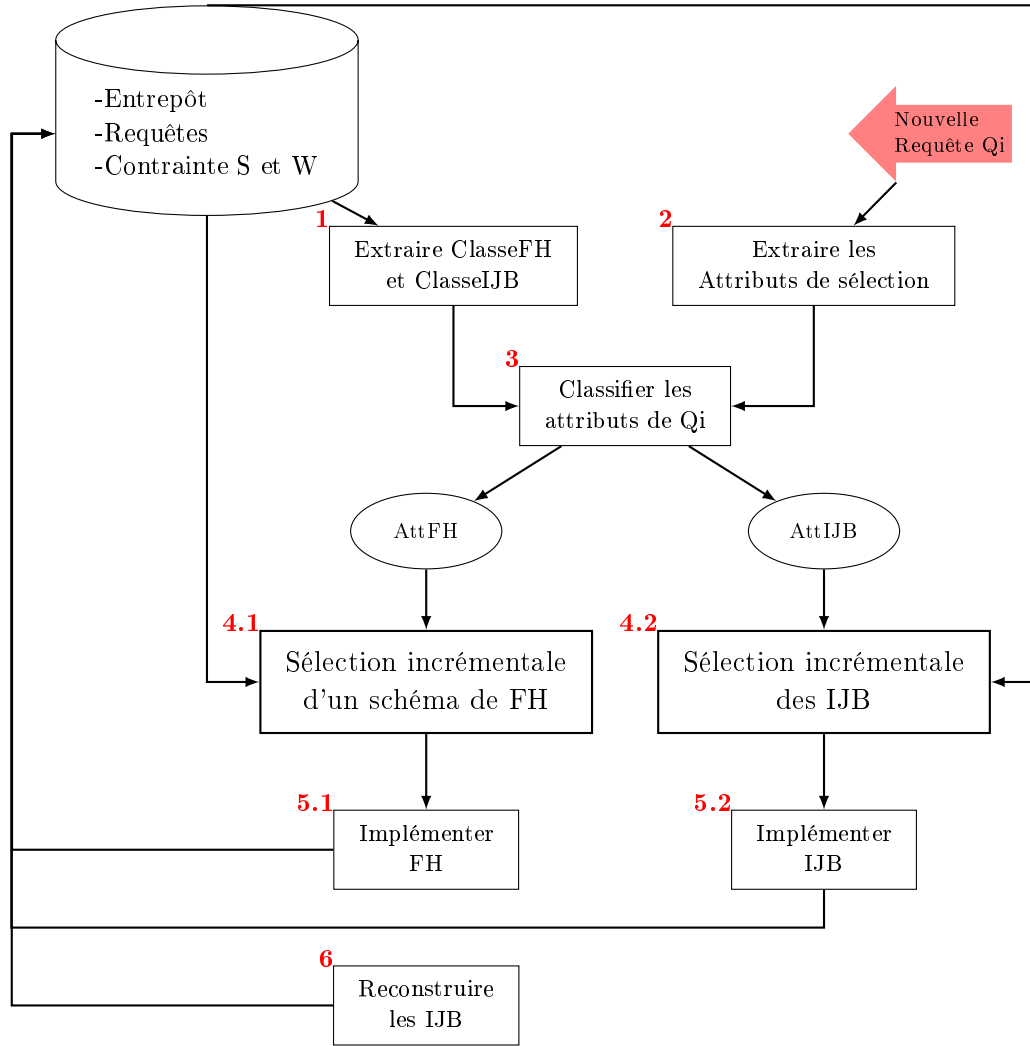 -Entrepôt
-Requêtes
-Contrainte S et W
Nouvelle
Requête Qi
1
Extraire ClasseFH
et ClasseIJB
2
Extraire les
Attributs de sélection
3
Classifier les
attributs de Qi
AttFH
AttIJB
4.1
Sélection incrémentale
d'un schéma de FH
4.2
Sélection incrémentale
des IJB
5.1
Implémenter
FH
5.2
Implémenter
IJB
6
Reconstruire
les IJB